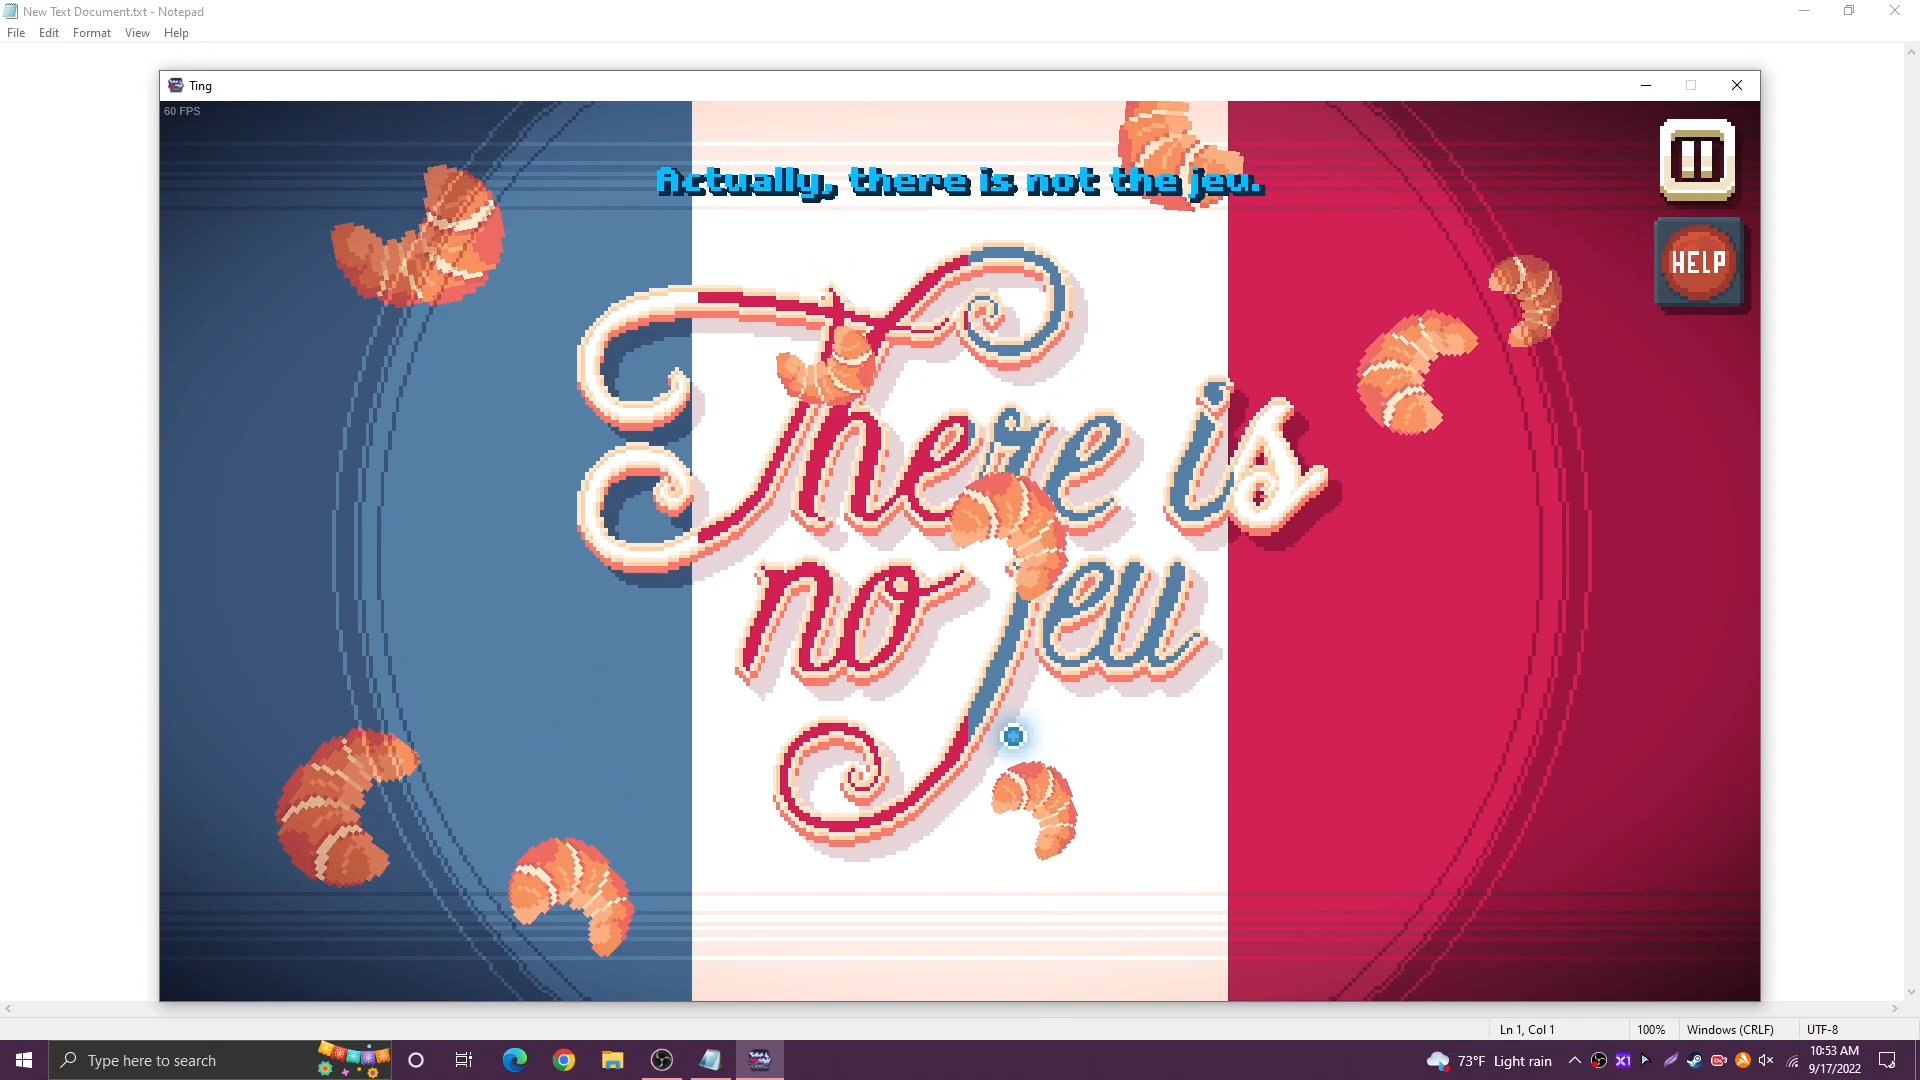 New Text Document.txt - Notepad
File Edit Format View Help
Ting
60 FPS
Actually, there is not the jeu.
HELP
There is
no Jeu
Ln 1, Col 1 100% Windows (CRLF) UTF-8
Type here to search
73°F Light rain
10:53 AM
9/17/2022